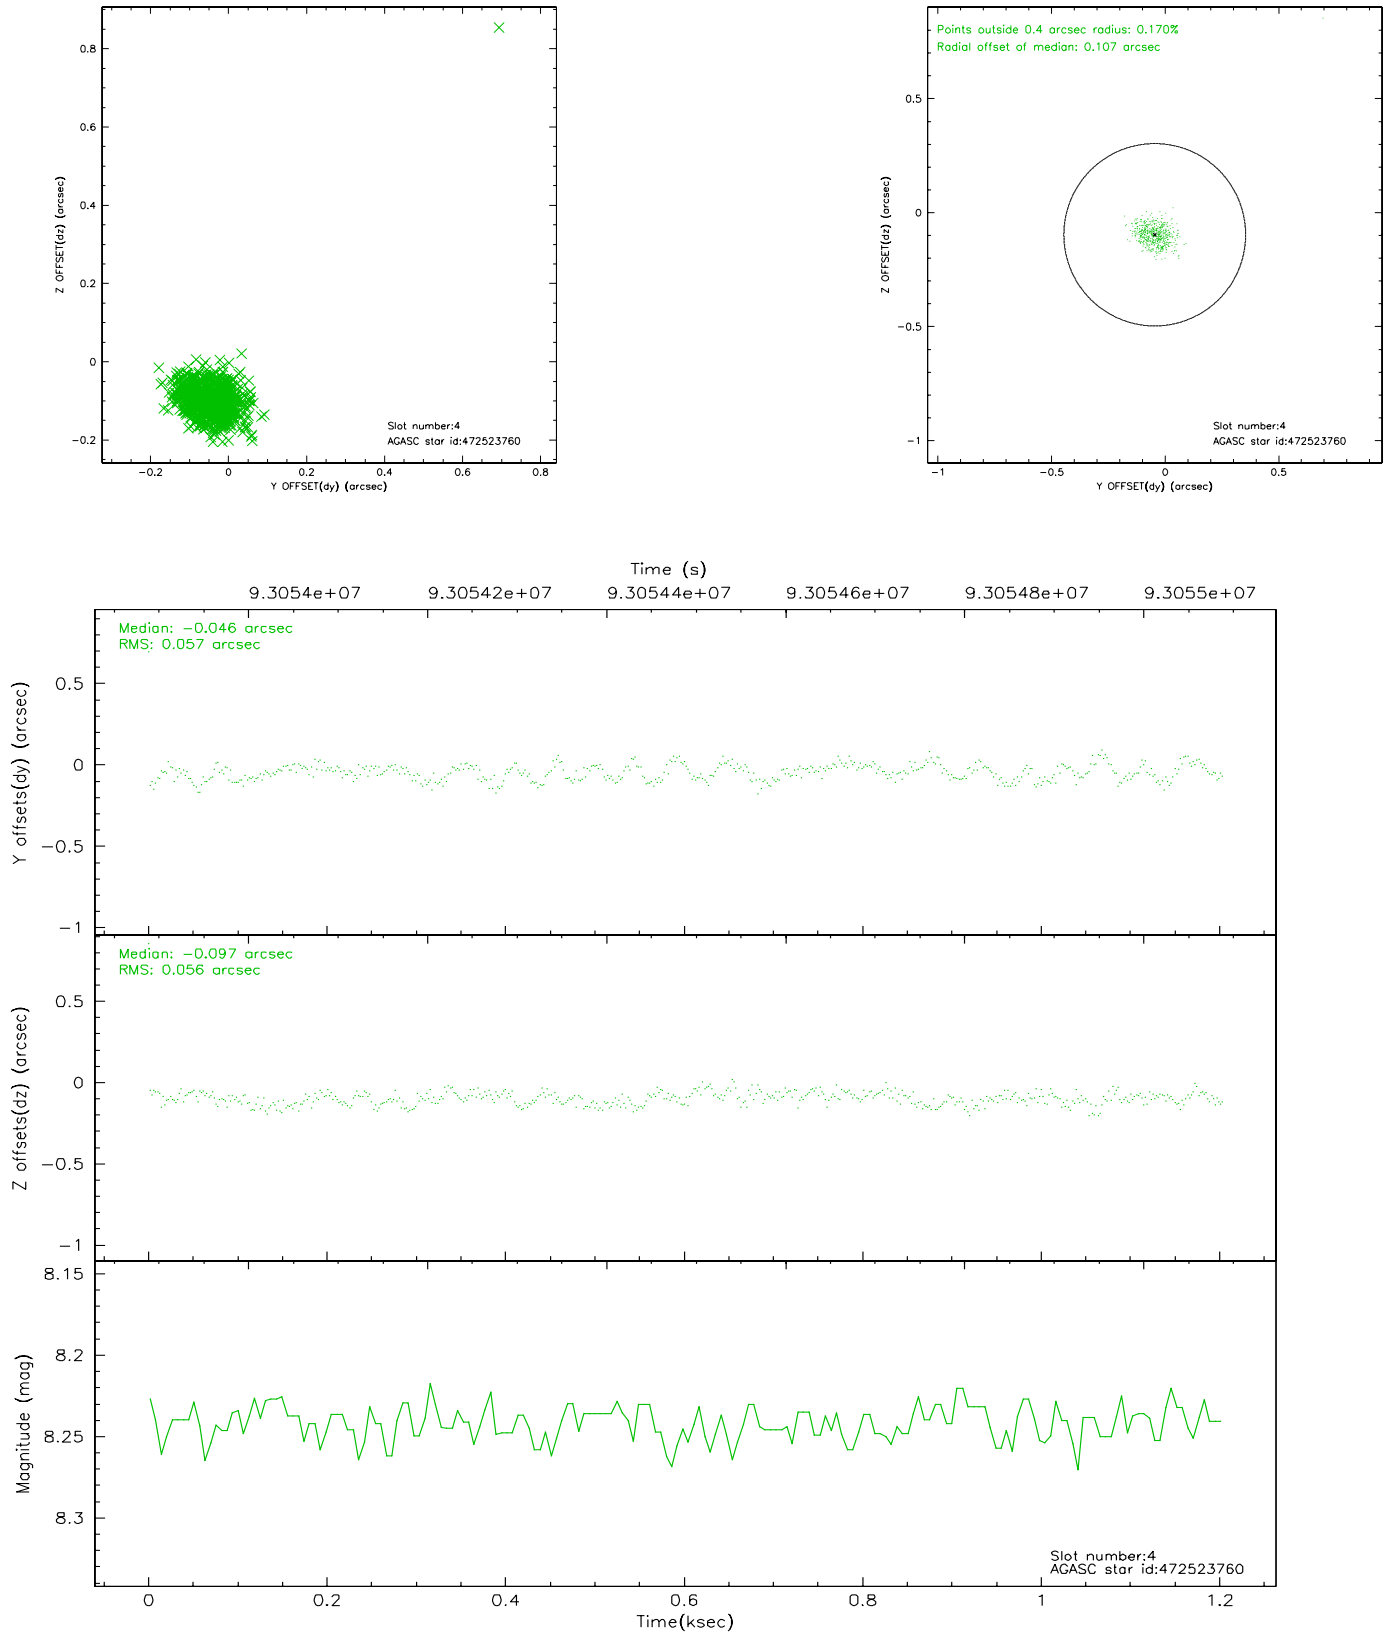 0.8
0.6
0.4
0.2
0
−0.2
Z OFFSET(dz) (arcsec)
−0.2 0 0.2 0.4 0.6 0.8
Y OFFSET(dy) (arcsec)
Slot number:4
AGASC star id:472523760
Points outside 0.4 arcsec radius: 0.170%
Radial offset of median: 0.107 arcsec
0.5
0
−0.5
−1
Z OFFSET(dz) (arcsec)
−1 −0.5 0 0.5
Y OFFSET(dy) (arcsec)
Slot number:4
AGASC star id:472523760
Time (s)
9.3054e+07 9.30542e+07 9.30544e+07 9.30546e+07 9.30548e+07 9.3055e+07
Median: −0.046 arcsec
RMS: 0.057 arcsec
0.5
0
−0.5
−1
Y offsets(dy) (arcsec)
Median: −0.097 arcsec
RMS: 0.056 arcsec
0.5
0
−0.5
−1
Z offsets(dz) (arcsec)
8.15
8.2
8.25
8.3
Magnitude (mag)
Slot number:4
AGASC star id:472523760
0 0.2 0.4 0.6 0.8 1 1.2
Time(ksec)